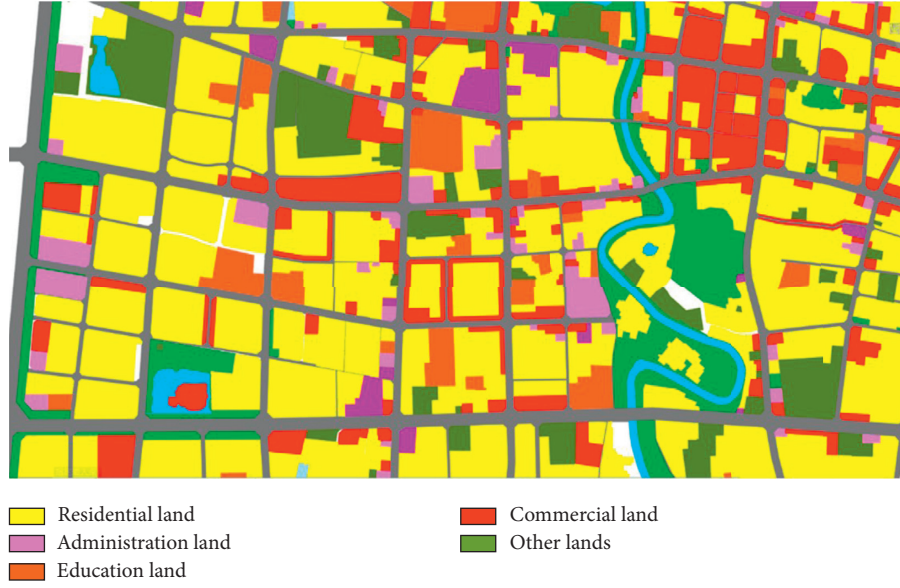 Residential land
Administration land
Education land
Commercial land
Other lands